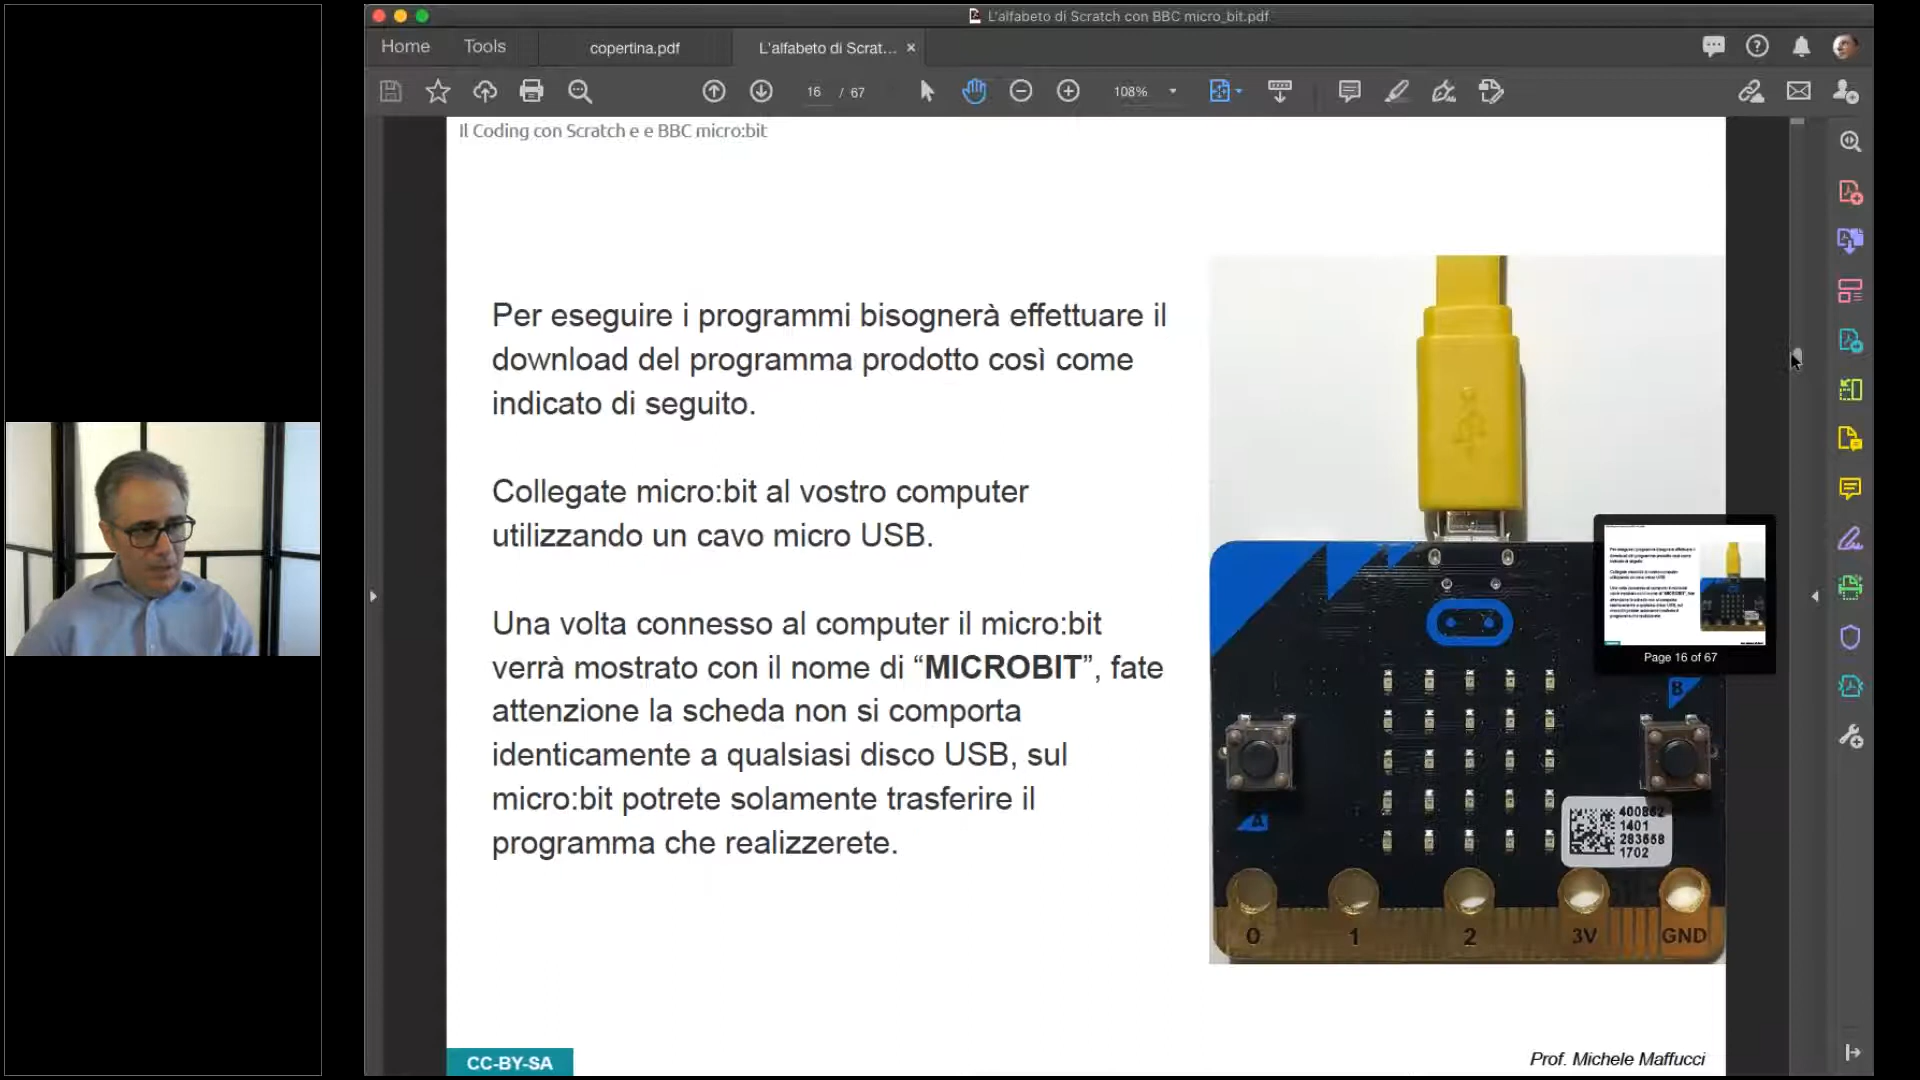 L'alfabeto di Scratch con BBC micro_bit.pdf
Home
Tools
copertina.pdf
L'alfabeto di Scrat...
16 / 67
108%
Il Coding con Scratch e e BBC micro:bit
Per eseguire i programmi bisognerà effettuare il
download del programma prodotto così come
indicato di seguito.
Collegate micro:bit al vostro computer
utilizzando un cavo micro USB.
Una volta connesso al computer il micro:bit
verrà mostrato con il nome di “MICROBIT”, fate
attenzione la scheda non si comporta
identicamente a qualsiasi disco USB, sul
micro:bit potrete solamente trasferire il
programma che realizzerete.
Page 16 of 67
B
A
400862
1401
283558
1702
0 1 2 3V GND
CC-BY-SA
Prof. Michele Maffucci